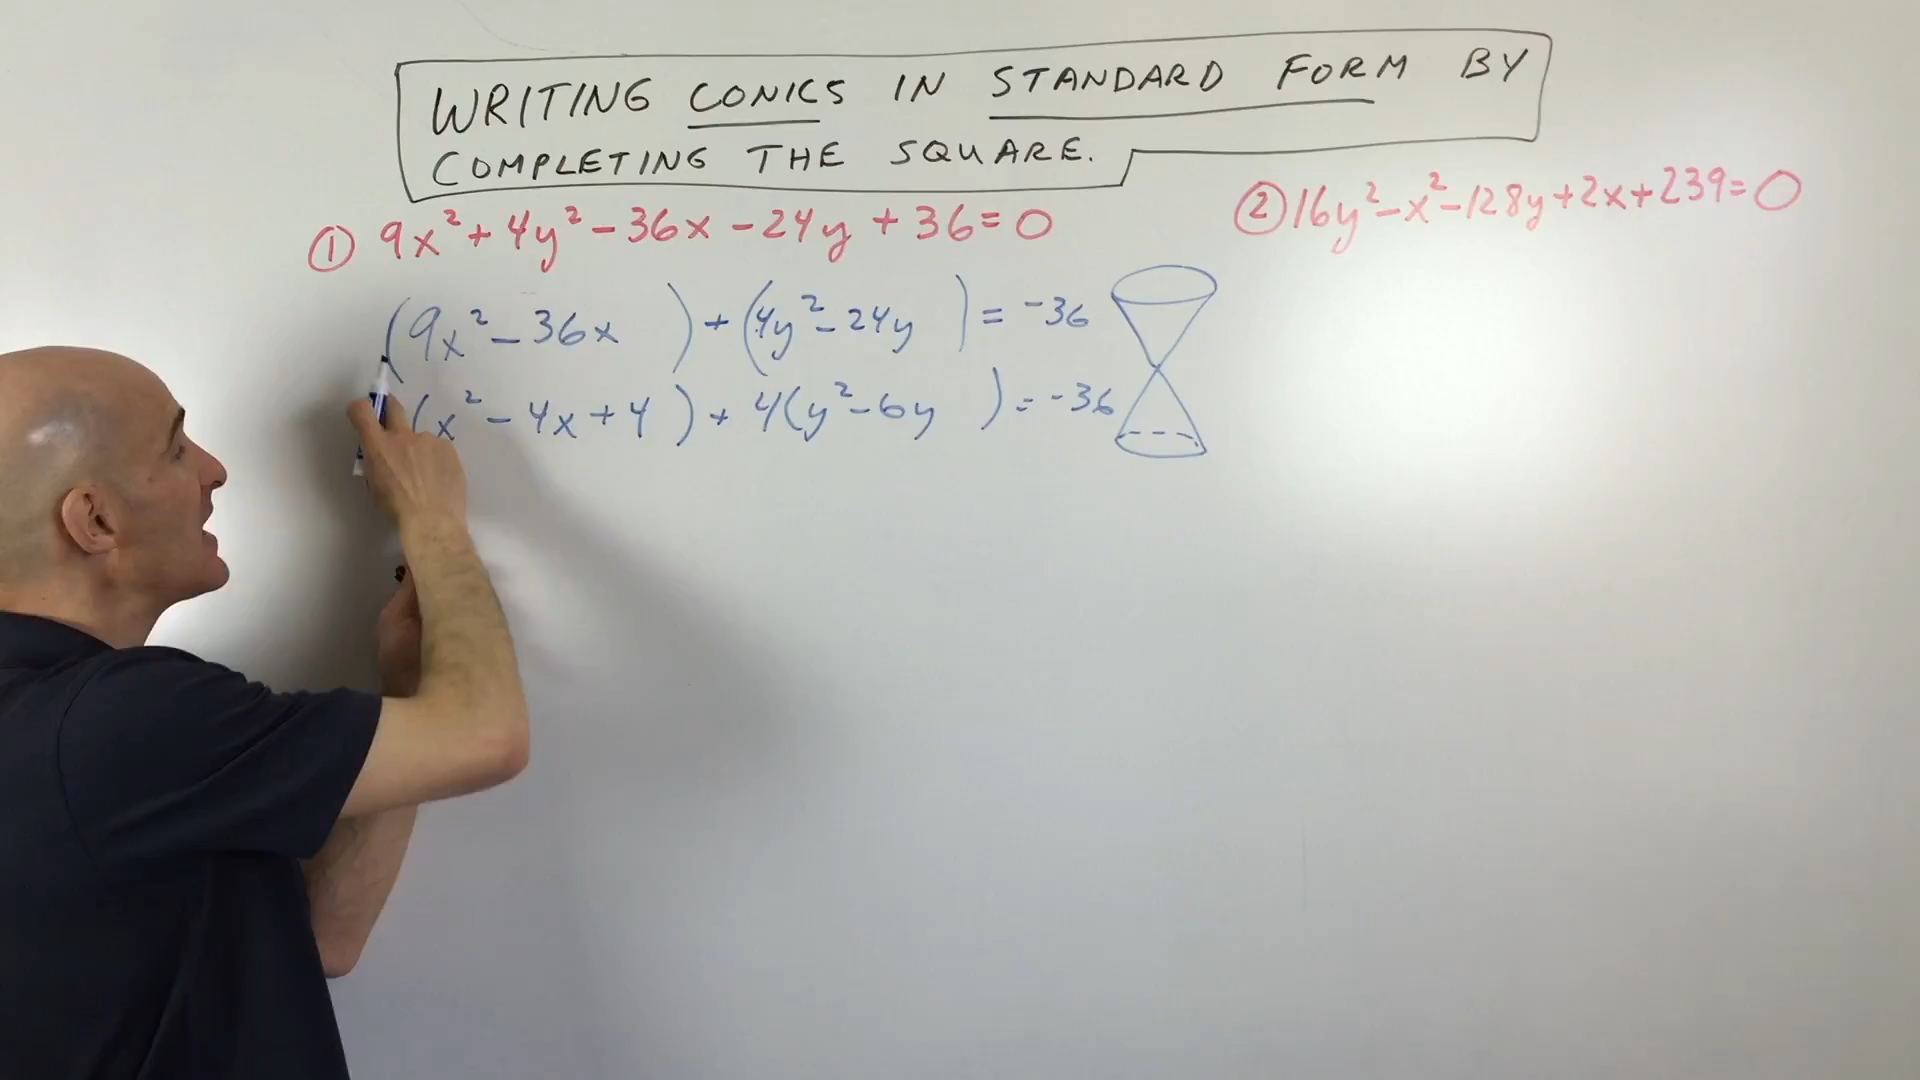 WRITING CONICS IN STANDARD FORM BY
COMPLETING THE SQUARE.
① 9x² + 4y² - 36x - 24y + 36 = 0
(9x² - 36x ) + (4y² - 24y ) = -36
(x² - 4x + 4 ) + 4(y² - 6y ) = -36
② 16y² - x² - 128y + 2x + 239 = 0